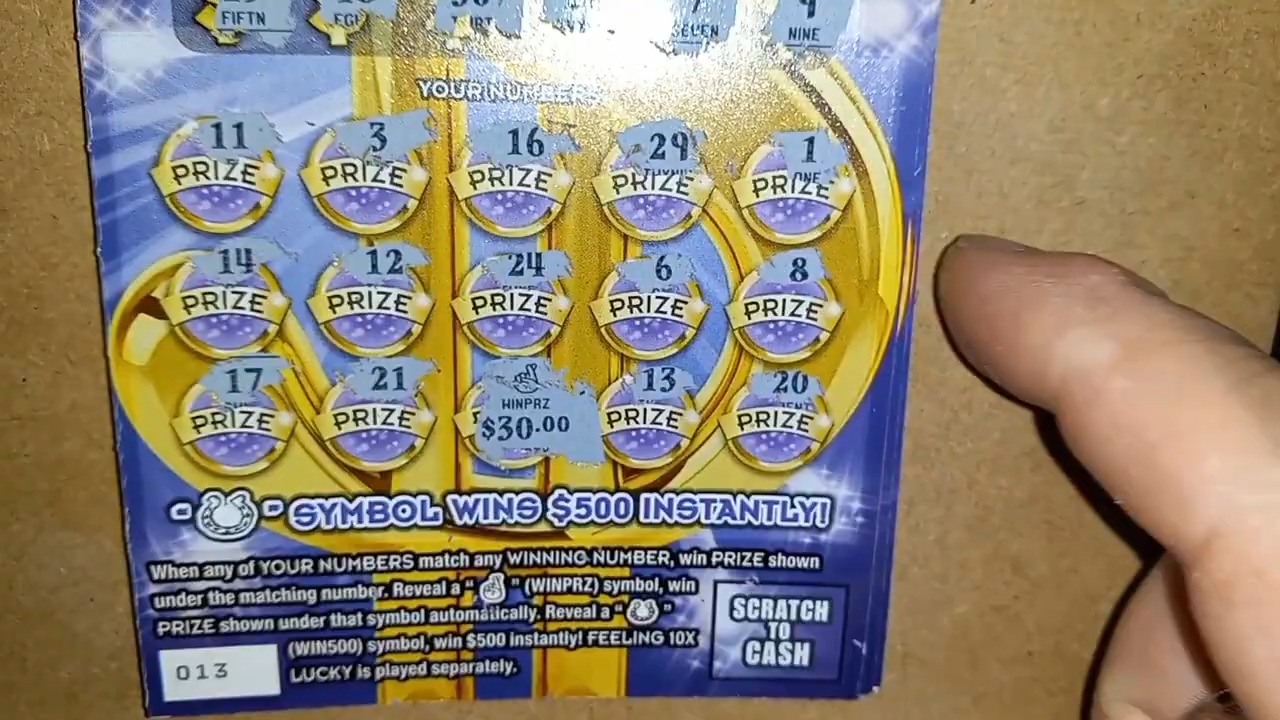 FIFTN NINE
YOUR NUMBERS
11 3 16 29 1
ONE
PRIZE PRIZE PRIZE PRIZE PRIZE
14 12 24 6 8
PRIZE PRIZE PRIZE PRIZE PRIZE
17 21 13 20
WINPRZ
PRIZE PRIZE $30.00 PRIZE PRIZE
- - SYMBOL WINS $500 INSTANTLY!
When any of YOUR NUMBERS match any WINNING NUMBER, win PRIZE shown
under the matching number. Reveal a " " (WINPRZ) symbol, win
PRIZE shown under that symbol automatically. Reveal a " "
(WIN500) symbol, win $500 instantly! FEELING 10X
LUCKY is played separately.
013
SCRATCH
TO
CASH